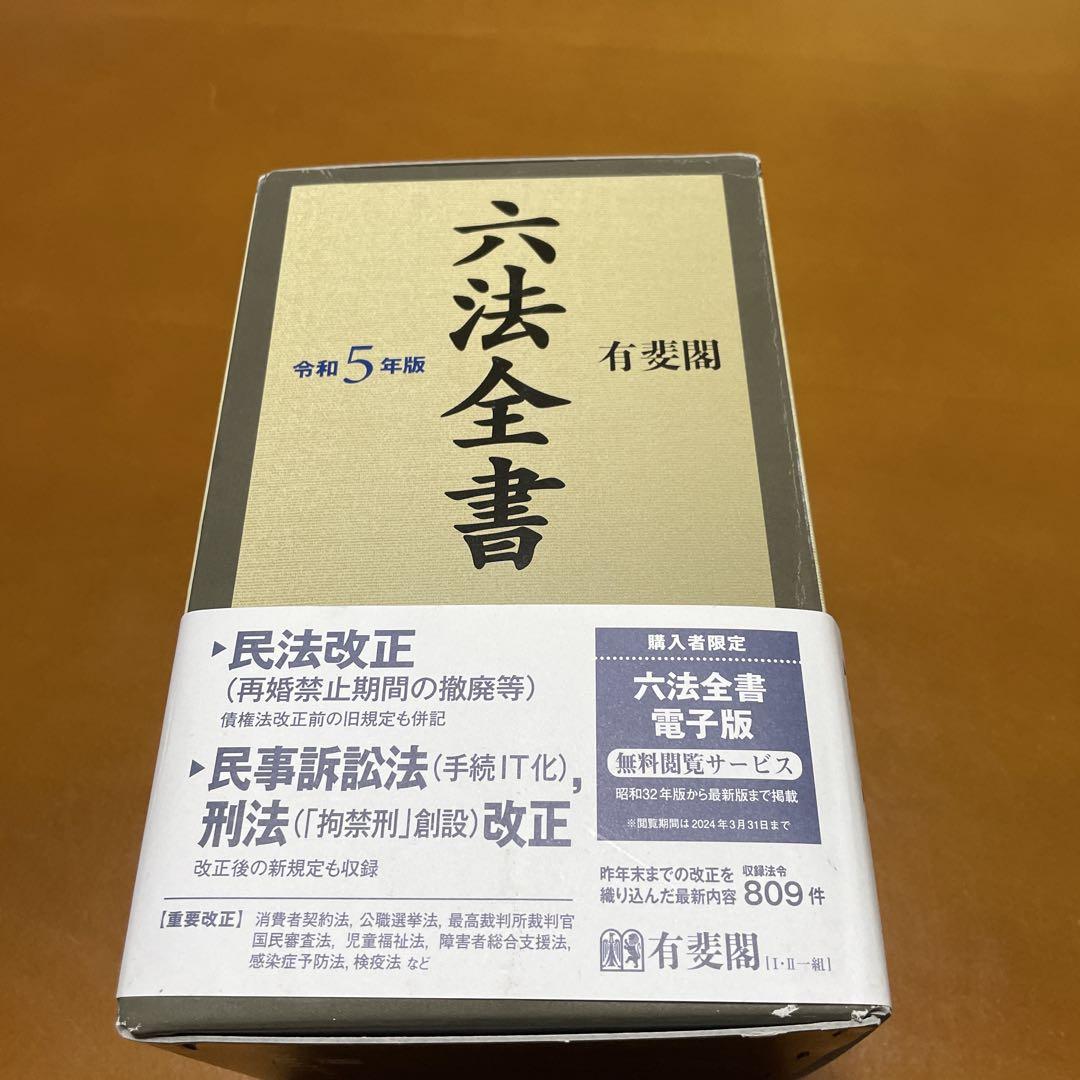 六法全書
令和5年版
有斐閣
▶民法改正
(再婚禁止期間の撤廃等)
債権法改正前の旧規定も併記
▶民事訴訟法(手続IT化),
刑法(「拘禁刑」創設)改正
改正後の新規定も収録
【重要改正】消費者契約法, 公職選挙法, 最高裁判所裁判官
国民審査法, 児童福祉法, 障害者総合支援法,
感染症予防法, 検疫法 など
購入者限定
六法全書
電子版
無料閲覧サービス
昭和32年版から最新版まで掲載
※閲覧期間は2024年3月31日まで
昨年末までの改正を
織り込んだ最新内容
収録法令
809件
有斐閣[I・II一組]